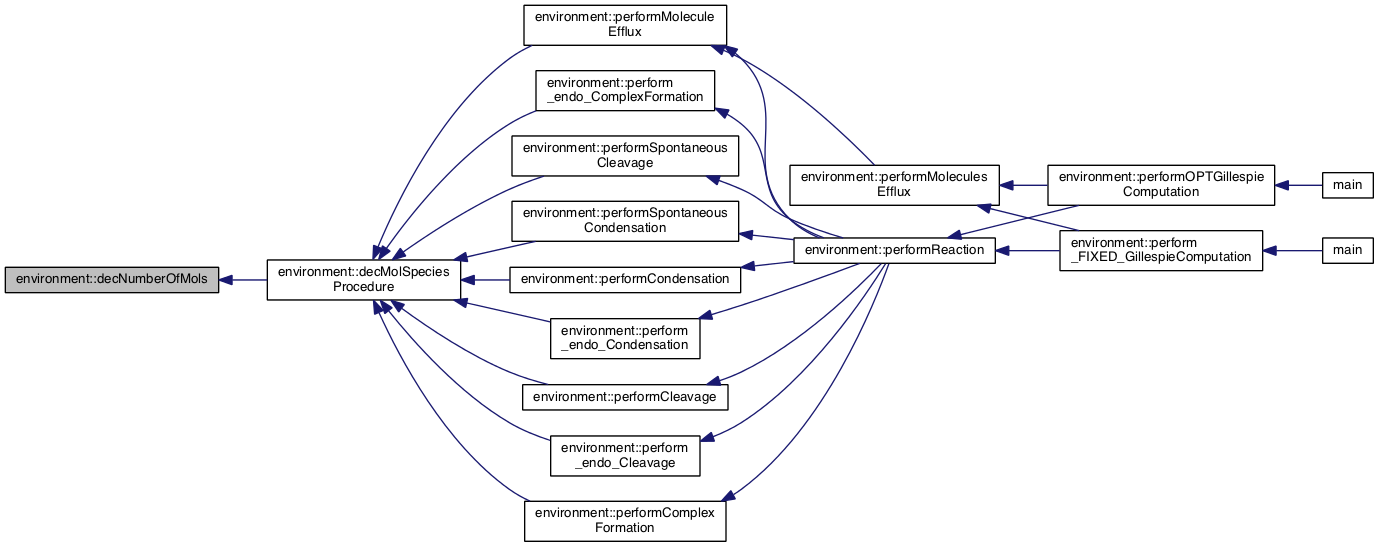 environment::performMolecule
Efflux
environment::perform
_endo_ComplexFormation
environment::performSpontaneous
Cleavage
environment::performMolecules
Efflux
environment::performOPTGillespie
Computation
main
environment::performSpontaneous
Condensation
environment::performReaction
environment::perform
_FIXED_GillespieComputation
main
environment::decNumberOfMols
environment::decMolSpecies
Procedure
environment::performCondensation
environment::perform
_endo_Condensation
environment::performCleavage
environment::perform
_endo_Cleavage
environment::performComplex
Formation